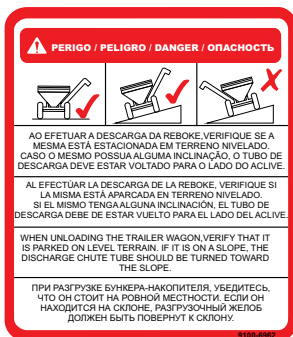 PERIGO / PELIGRO / DANGER / ОПАСНОСТЬ
AO EFETUAR A DESCARGA DA REBOKE,VERIFIQUE SE A
MESMA ESTÁ ESTACIONADA EM TERRENO NIVELADO.
CASO O MESMO POSSUA ALGUMA INCLINAÇÃO, O TUBO DE
DESCARGA DEVE ESTAR VOLTADO PARA O LADO DO ACLIVE.
AL EFECTÚAR LA DESCARGA DE LA REBOKE, VERIFIQUE SI
LA MISMA ESTÁ APARCADA EN TERRENO NIVELADO.
SI EL MISMO TENGA ALGUNA INCLINACIÓN, EL TUBO DE
DESCARGA DEBE DE ESTAR VUELTO PARA EL LADO DEL ACLIVE.
WHEN UNLOADING THE TRAILER WAGON,VERIFY THAT IT
IS PARKED ON LEVEL TERRAIN. IF IT IS ON A SLOPE, THE
DISCHARGE CHUTE TUBE SHOULD BE TURNED TOWARD
THE SLOPE.
ПРИ РАЗГРУЗКЕ БУНКЕРА-НАКОПИТЕЛЯ, УБЕДИТЕСЬ,
ЧТО ОН СТОИТ НА РОВНОЙ МЕСТНОСТИ. ЕСЛИ ОН
НАХОДИТСЯ НА СКЛОНЕ, РАЗГРУЗОЧНЫЙ ЖЕЛОБ
ДОЛЖЕН БЫТЬ ПОВЕРНУТ К СКЛОНУ.
9100-6962